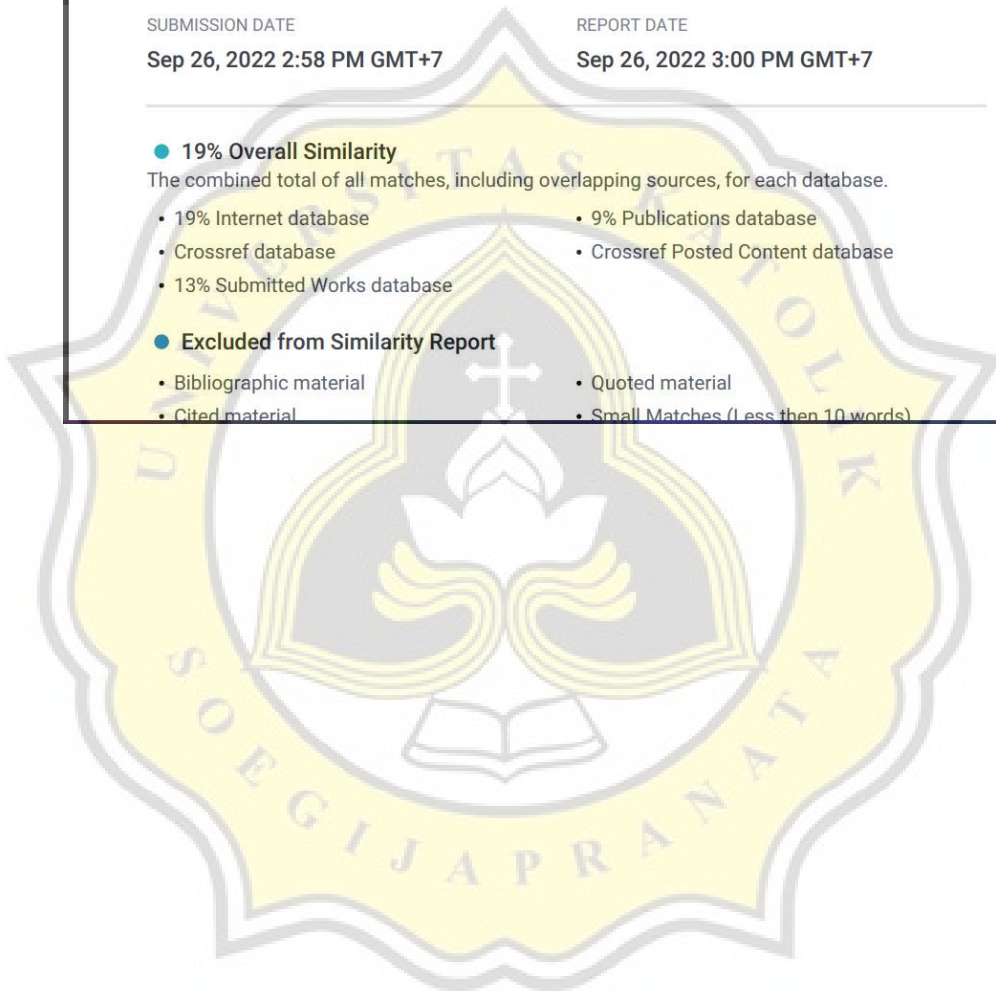 SUBMISSION DATE
REPORT DATE
Sep 26, 2022 2:58 PM GMT+7
Sep 26, 2022 3:00 PM GMT+7
● 19% Overall Similarity
The combined total of all matches, including overlapping sources, for each database.
• 19% Internet database
• 9% Publications database
• Crossref database
• Crossref Posted Content database
• 13% Submitted Works database
● Excluded from Similarity Report
• Bibliographic material
• Quoted material
• Cited material
• Small Matches (Less then 10 words)
UNIVERSITAS KATOLIK
SOEGIJAPRANATA